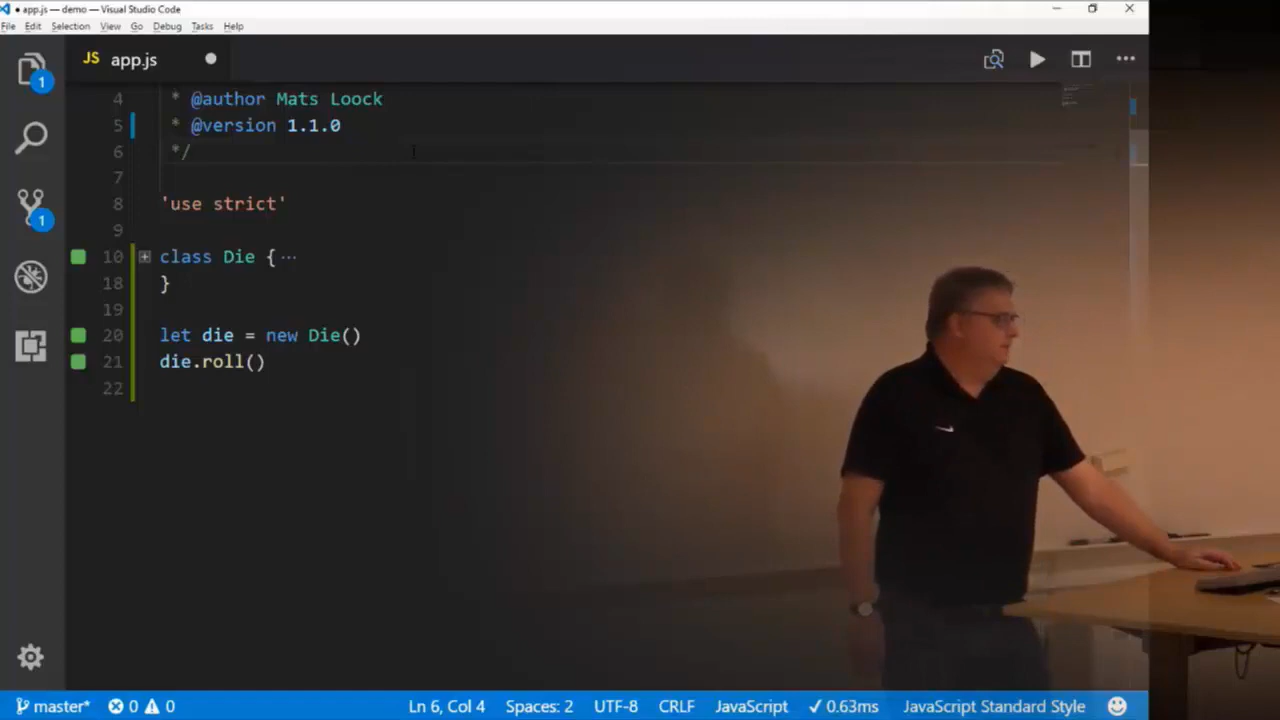 app.js — demo — Visual Studio Code
File Edit Selection View Go Debug Tasks Help
JS app.js
4 * @author Mats Loock
5 * @version 1.1.0
6 */
7
8 'use strict'
9
10 class Die { ...
18 }
19
20 let die = new Die()
21 die.roll()
22
1
1
master* 0 0 Ln 6, Col 4 Spaces: 2 UTF-8 CRLF JavaScript ✓ 0.63ms JavaScript Standard Style